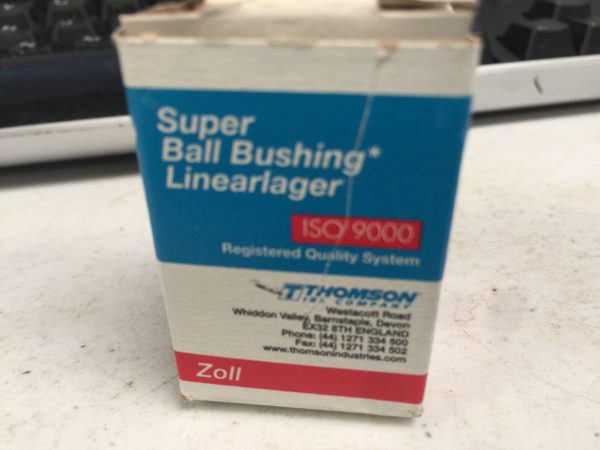 Super
Ball Bushing*
Linearlager
ISO 9000
Registered Quality System
THOMSON
COMPANY
Westacott Road
Whiddon Valley, Barnstaple, Devon
EX32 8TH ENGLAND
Phone: (44) 1271 334 500
Fax: (44) 1271 334 502
www.thomsonindustries.com
Zoll